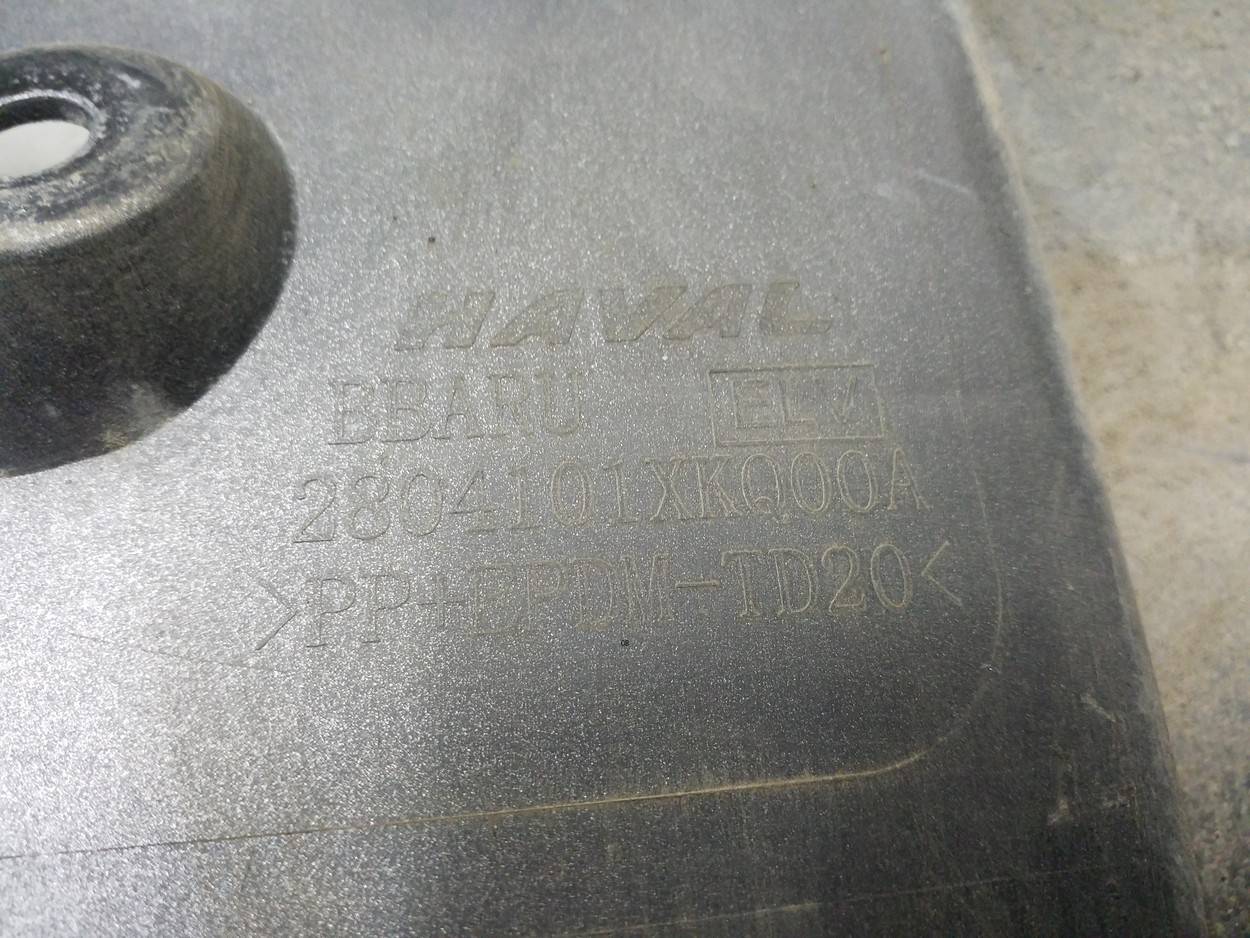 HAVAL
BBARU ELV
2804101XKQ00A
>PP+EPDM-TD20<